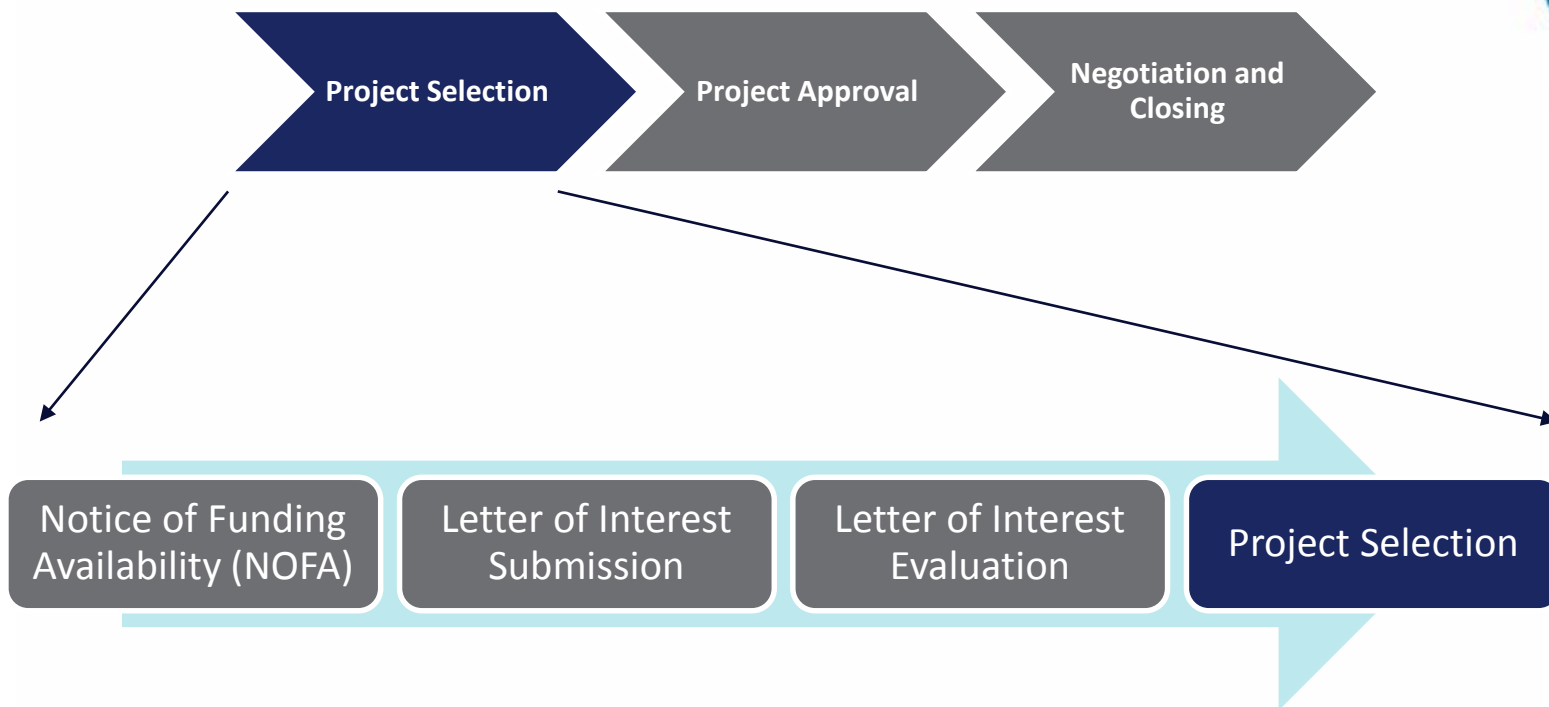 Project Selection
Project Approval
Negotiation and
Closing
Notice of Funding
Availability (NOFA)
Letter of Interest
Submission
Letter of Interest
Evaluation
Project Selection